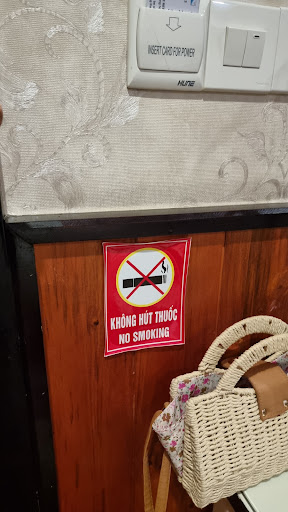 INSERT CARD FOR POWER
HUNE
KHÔNG HÚT THUỐC
NO SMOKING